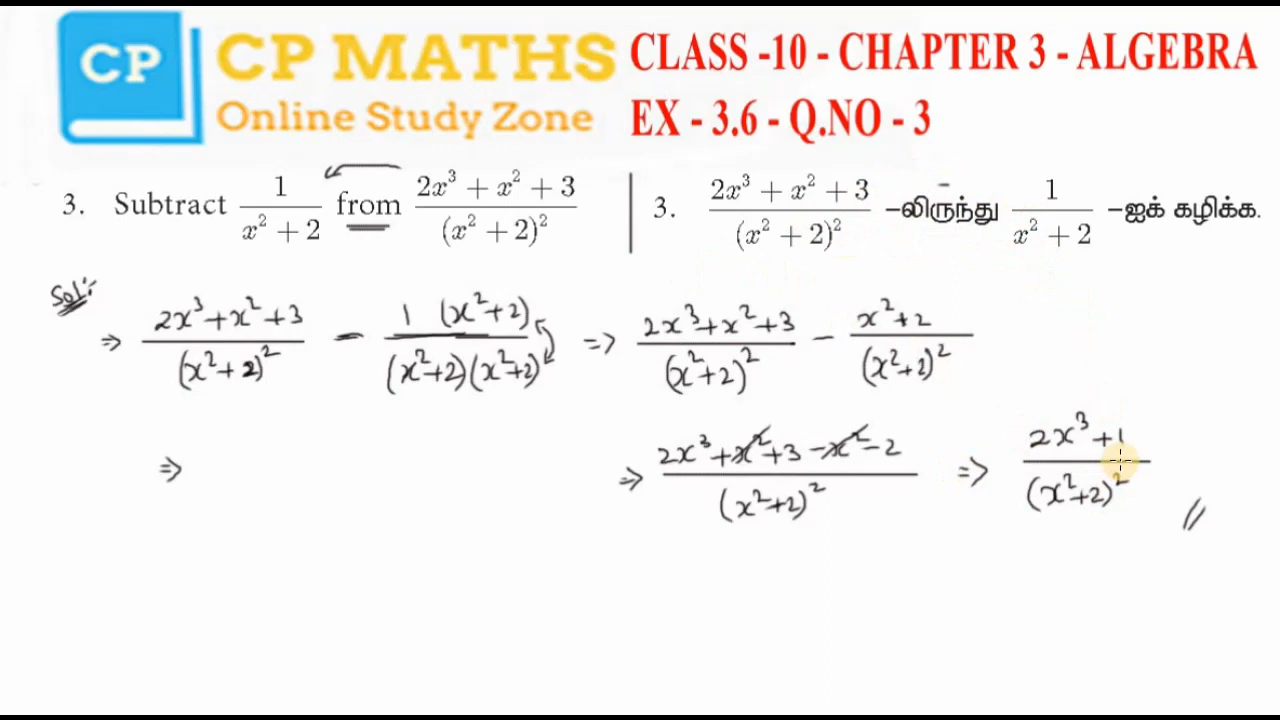 CP
CP MATHS
Online Study Zone
CLASS -10 - CHAPTER 3 - ALGEBRA
EX - 3.6 - Q.NO - 3
3. Subtract 1/(x² + 2) from (2x³ + x² + 3)/(x² + 2)²
3. (2x³ + x² + 3)/(x² + 2)² –லிருந்து 1/(x² + 2) –ஐக் கழிக்க.
Sol:-
⇒ (2x³+x²+3)/(x²+2)² - (1 (x²+2))/((x²+2)(x²+2)) => (2x³+x²+3)/(x²+2)² - (x²+2)/(x²+2)²
⇒ ⇒ (2x³+x²+3-x²-2)/(x²+2)² => (2x³+1)/(x²+2)² //